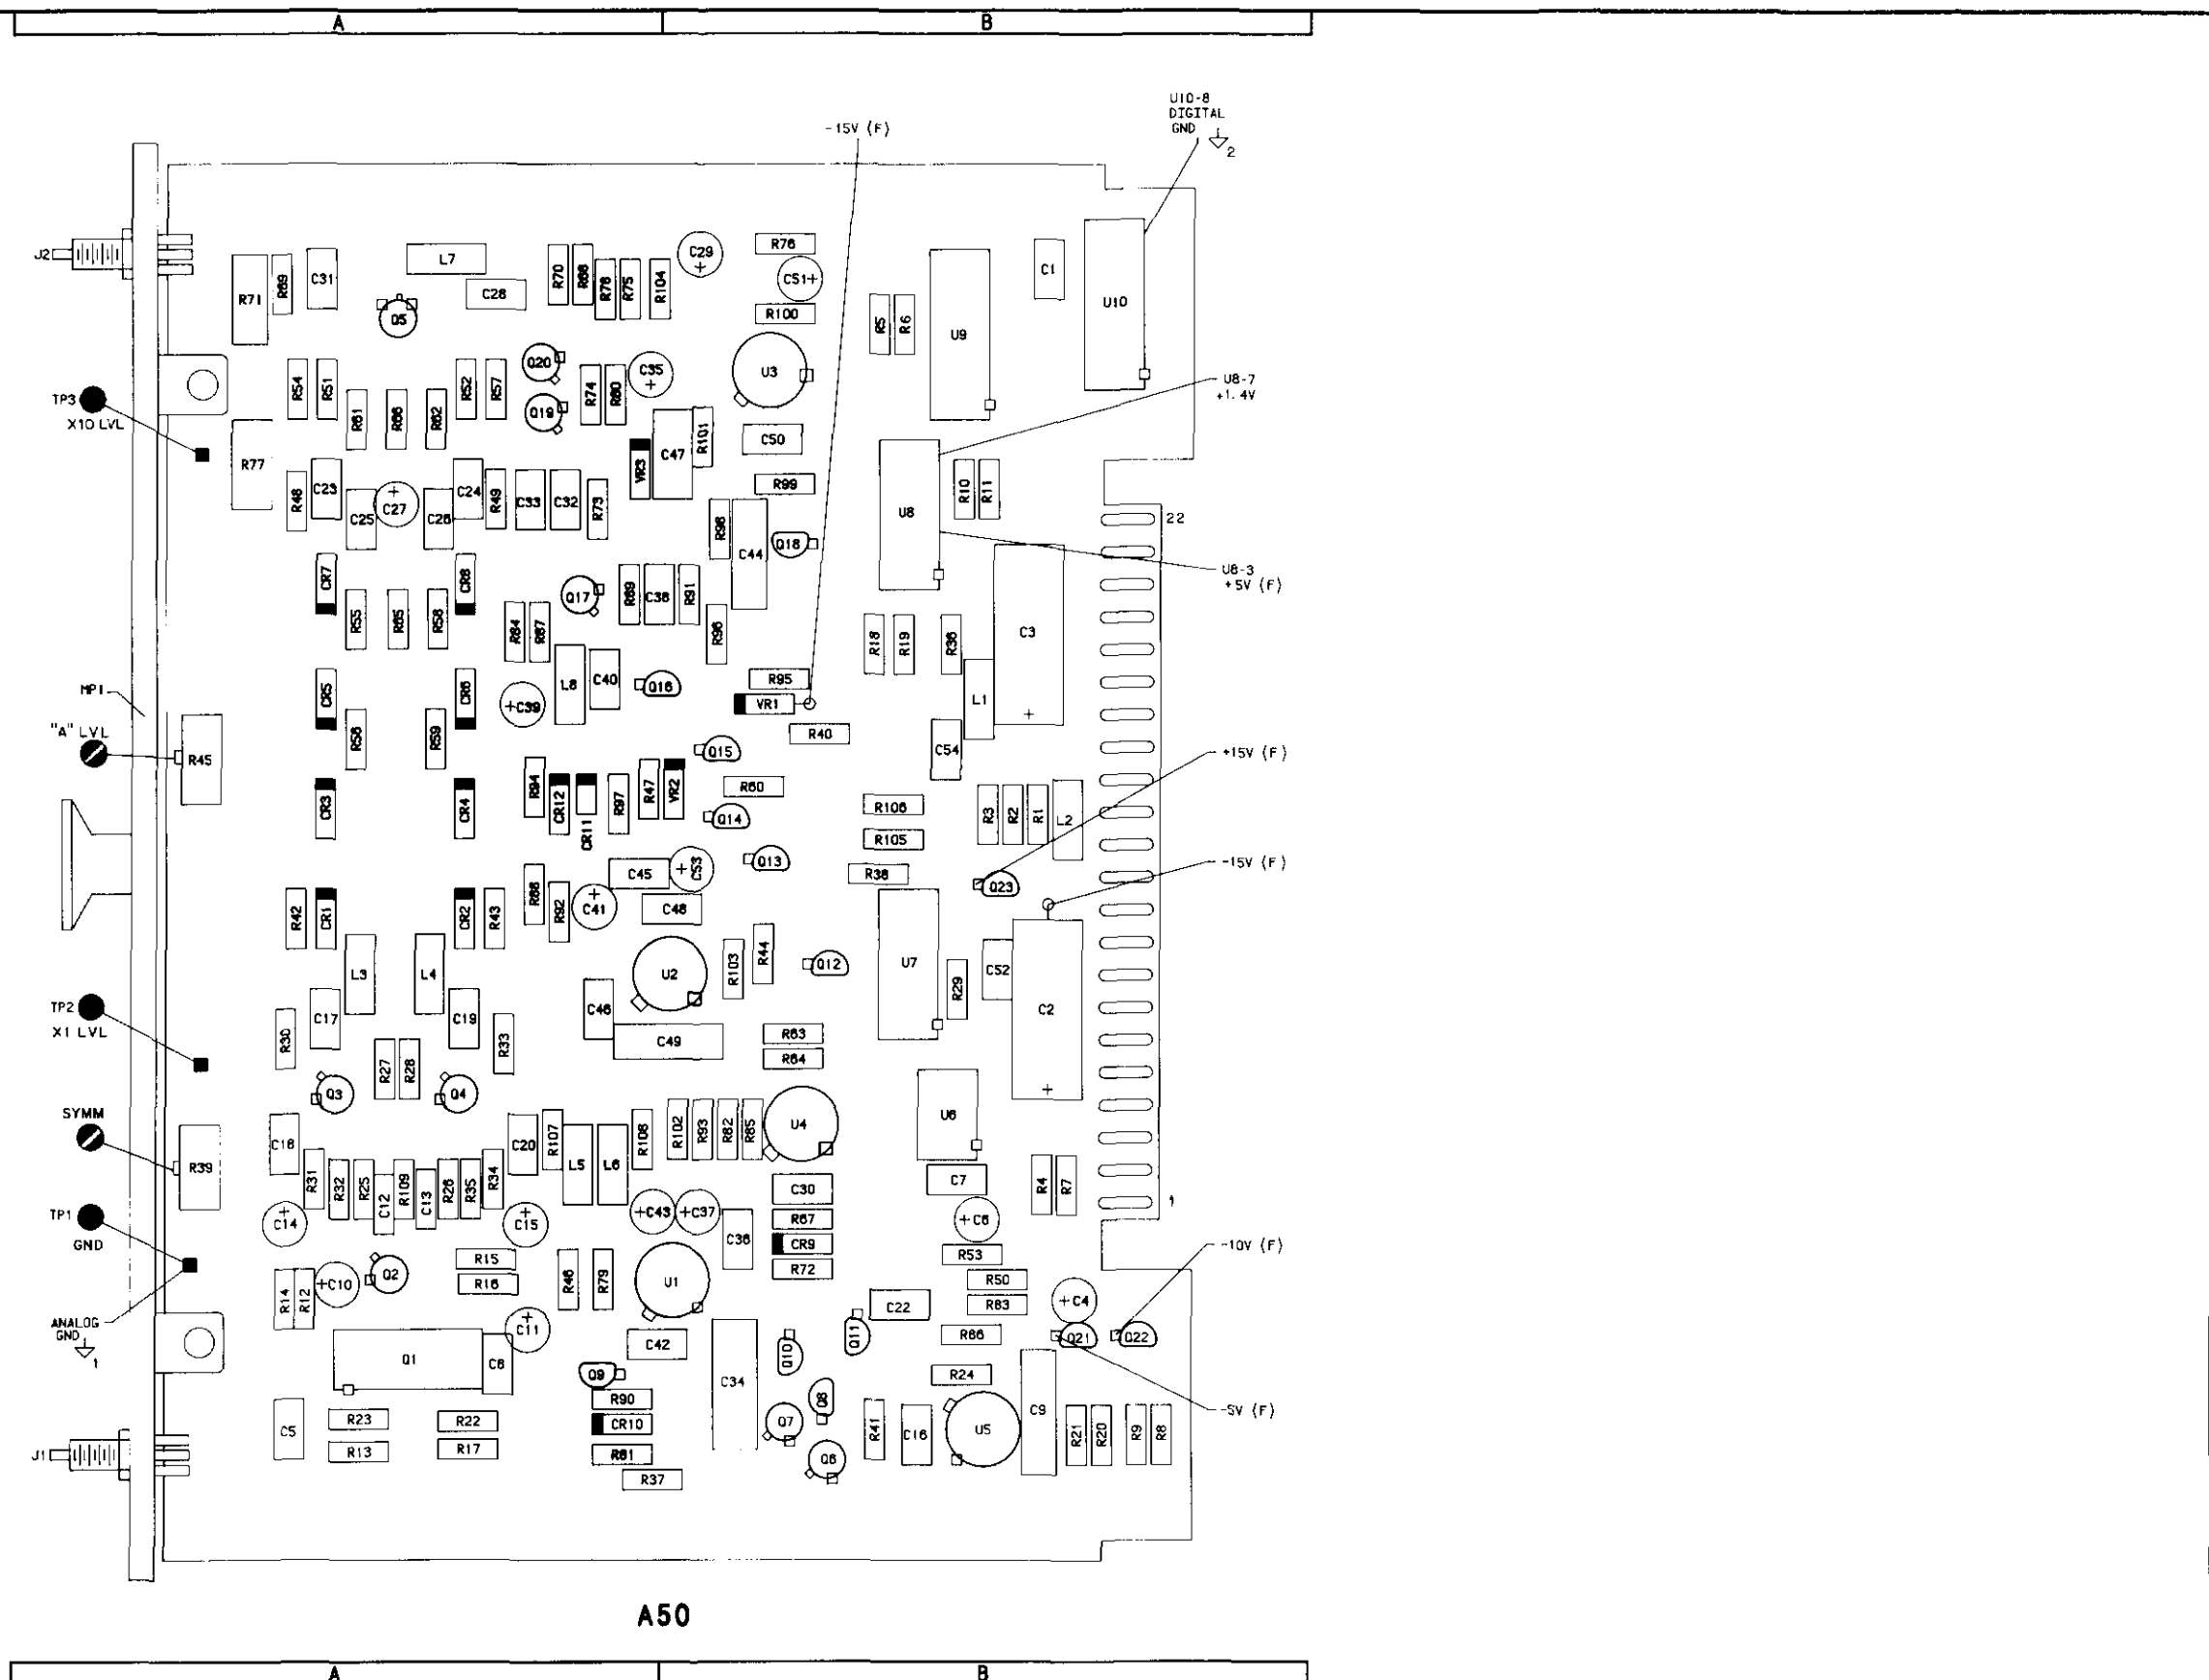 A B
U10-8
DIGITAL
GND
2
-15V (F)
J2
R71
R69
C31
L7
C28
R70
R68
R78
R75
R104
C29
+
R76
C51+
R100
R5
R6
U9
C1
U10
Q5
Q20
Q19
R74
R80
C35
+
U3
U8-7
+1.4V
TP3
X10 LVL
R54
R51
R61
R66
R62
R52
R57
R77
VR3
C47
R101
C50
R99
R48
C23
C25
+
C27
C26
C24
R49
C33
C32
R73
R98
C44
Q18
U8
R10
R11
22
U8-3
+5V (F)
CR7
R55
R65
R58
CR8
Q17
R89
C38
R91
R84
R87
R96
R18
R19
R36
C3
+
MP1
CR5
R56
R59
CR6
+C39
L8
C40
Q16
R95
VR1
R40
L1
C54
"A" LVL
R45
Q15
+15V (F)
CR3
CR4
R94
CR12
CR11
R97
R47
VR2
R60
Q14
R106
R105
R3
R2
R1
L2
Q13
R38
Q23
-15V (F)
C45
+
C53
R42
CR1
CR2
R43
R88
R92
+
C41
C48
L3
L4
U2
R103
R44
Q12
U7
R29
C52
C2
+
TP2
X1 LVL
R30
C17
C19
R33
C46
C49
R63
R64
R27
R28
Q3
Q4
SYMM
R39
C18
R31
R32
R25
C12
R109
C13
R26
R35
R34
C20
R107
L5
L6
R108
R102
R93
R82
R85
U4
U6
C7
R4
R7
1
TP1
GND
+
C14
+
C15
+C43
+C37
C36
C30
R67
CR9
R72
+C6
R53
-10V (F)
R15
R16
R14
R12
+C10
Q2
R46
R79
U1
R50
R83
+C4
C22
+
C11
ANALOG
GND
1
Q1
C8
C42
C34
Q10
Q11
R86
Q21
Q22
Q9
R90
CR10
R81
R37
Q7
Q8
Q6
R24
C9
-5V (F)
C5
R23
R13
R22
R17
R41
C16
U5
R21
R20
R9
R8
J1
A50
A B